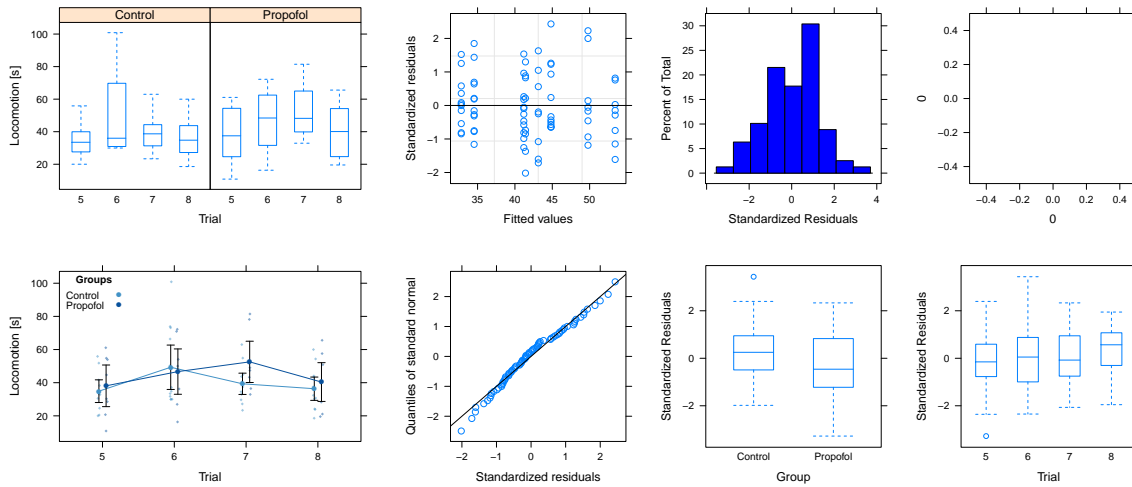 Control Propofol
Locomotion [s]
100
80
60
40
20
5 6 7 8 5 6 7 8
Trial
Standardized residuals
2
1
0
−1
−2
35 40 45 50
Fitted values
Percent of Total
30
25
20
15
10
5
0
−2 0 2 4
Standardized Residuals
0
0.4
0.2
0.0
−0.2
−0.4
−0.4 −0.2 0.0 0.2 0.4
0
Locomotion [s]
100
80
60
40
20
Groups
Control
Propofol
5 6 7 8
Trial
Quantiles of standard normal
2
1
0
−1
−2
−2 −1 0 1 2
Standardized residuals
Standardized Residuals
2
0
−2
Control Propofol
Group
Standardized Residuals
2
0
−2
5 6 7 8
Trial